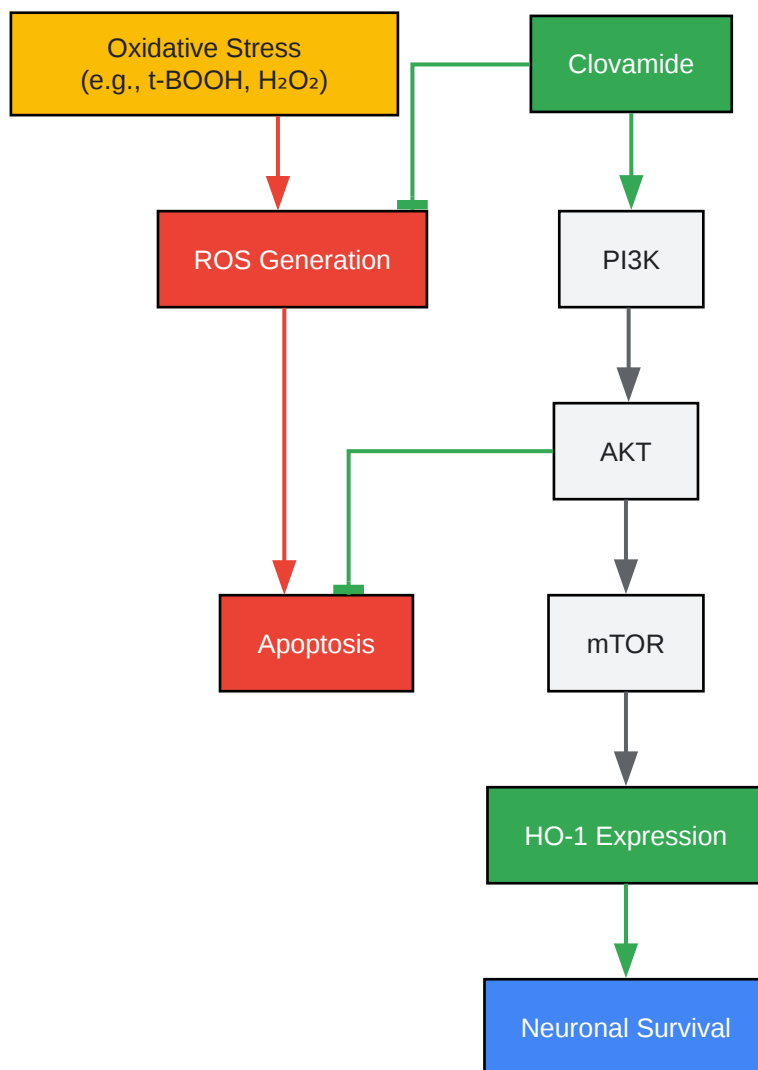 Oxidative Stress
(e.g., t-BOOH, H₂O₂)
Clovamide
ROS Generation
PI3K
AKT
Apoptosis
mTOR
HO-1 Expression
Neuronal Survival